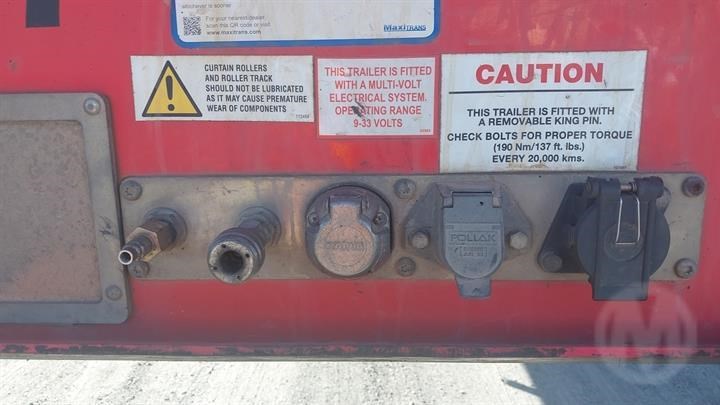 whichever is sooner
For your nearest dealer
scan this QR code or visit
www.maxitrans.com
MAXITRANS
CURTAIN ROLLERS
AND ROLLER TRACK
SHOULD NOT BE LUBRICATED
AS IT MAY CAUSE PREMATURE
WEAR OF COMPONENTS
THIS TRAILER IS FITTED
WITH A MULTI-VOLT
ELECTRICAL SYSTEM.
OPERATING RANGE
9-33 VOLTS
CAUTION
THIS TRAILER IS FITTED WITH
A REMOVABLE KING PIN.
CHECK BOLTS FOR PROPER TORQUE
(190 Nm/137 ft. lbs.)
EVERY 20,000 kms.
POLLAK
M